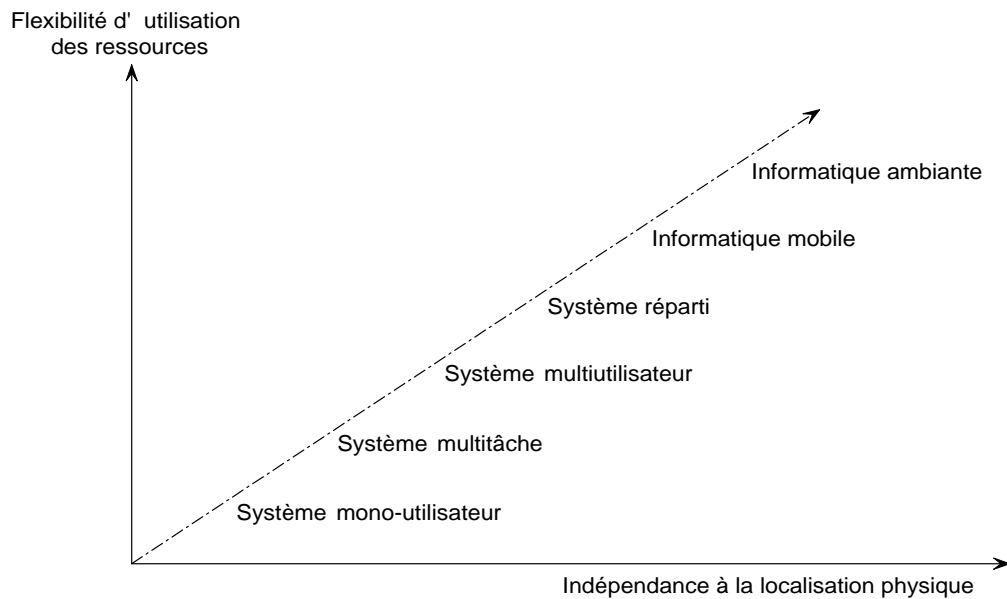 Flexibilité d' utilisation
des ressources
Informatique ambiante
Informatique mobile
Système réparti
Système multiutilisateur
Système multitâche
Système mono-utilisateur
Indépendance à la localisation physique